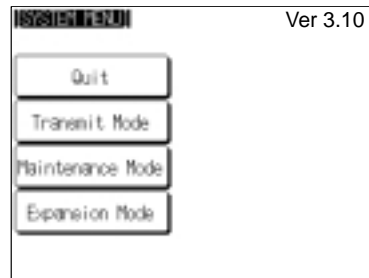 [SYSTEM MENU]
Ver 3.10
Quit
Transmit Mode
Maintenance Mode
Expansion Mode